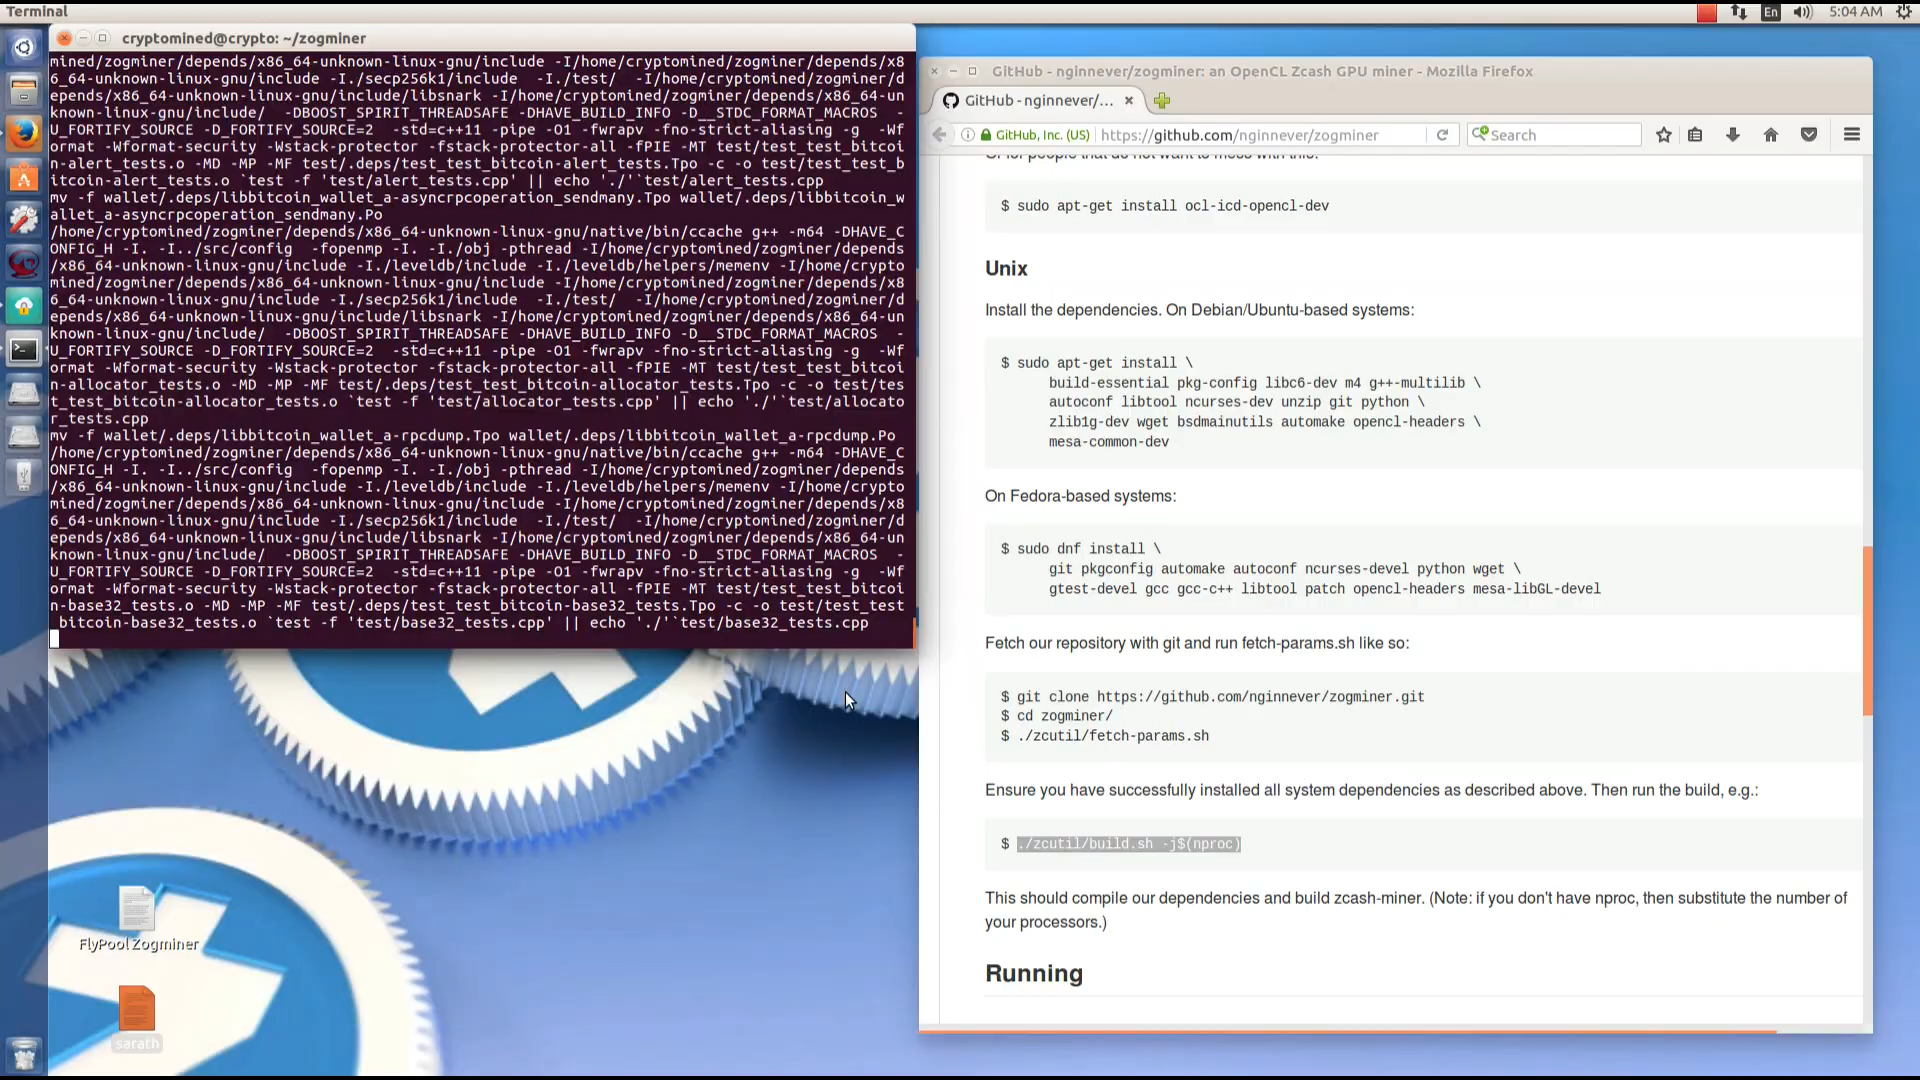 Terminal
En
5:04 AM
cryptomined@crypto: ~/zogminer
mined/zogminer/depends/x86_64-unknown-linux-gnu/include -I/home/cryptomined/zogminer/depends/x8
6_64-unknown-linux-gnu/include -I./secp256k1/include  -I./test/  -I/home/cryptomined/zogminer/d
epends/x86_64-unknown-linux-gnu/include/libsnark -I/home/cryptomined/zogminer/depends/x86_64-un
known-linux-gnu/include/  -DBOOST_SPIRIT_THREADSAFE -DHAVE_BUILD_INFO -D__STDC_FORMAT_MACROS  -
U_FORTIFY_SOURCE -D_FORTIFY_SOURCE=2  -std=c++11 -pipe -O1 -fwrapv -fno-strict-aliasing -g  -Wf
ormat -Wformat-security -Wstack-protector -fstack-protector-all -fPIE -MT test/test_test_bitcoi
n-alert_tests.o -MD -MP -MF test/.deps/test_test_bitcoin-alert_tests.Tpo -c -o test/test_test_b
itcoin-alert_tests.o `test -f 'test/alert_tests.cpp' || echo './'`test/alert_tests.cpp
mv -f wallet/.deps/libbitcoin_wallet_a-asyncrpcoperation_sendmany.Tpo wallet/.deps/libbitcoin_w
allet_a-asyncrpcoperation_sendmany.Po
/home/cryptomined/zogminer/depends/x86_64-unknown-linux-gnu/native/bin/ccache g++ -m64 -DHAVE_C
ONFIG_H -I. -I../src/config  -fopenmp -I. -I./obj -pthread -I/home/cryptomined/zogminer/depends
/x86_64-unknown-linux-gnu/include -I./leveldb/include -I./leveldb/helpers/memenv -I/home/crypto
mined/zogminer/depends/x86_64-unknown-linux-gnu/include -I/home/cryptomined/zogminer/depends/x8
6_64-unknown-linux-gnu/include -I./secp256k1/include  -I./test/  -I/home/cryptomined/zogminer/d
epends/x86_64-unknown-linux-gnu/include/libsnark -I/home/cryptomined/zogminer/depends/x86_64-un
known-linux-gnu/include/  -DBOOST_SPIRIT_THREADSAFE -DHAVE_BUILD_INFO -D__STDC_FORMAT_MACROS  -
U_FORTIFY_SOURCE -D_FORTIFY_SOURCE=2  -std=c++11 -pipe -O1 -fwrapv -fno-strict-aliasing -g  -Wf
ormat -Wformat-security -Wstack-protector -fstack-protector-all -fPIE -MT test/test_test_bitcoi
n-allocator_tests.o -MD -MP -MF test/.deps/test_test_bitcoin-allocator_tests.Tpo -c -o test/tes
t_test_bitcoin-allocator_tests.o `test -f 'test/allocator_tests.cpp' || echo './'`test/allocato
r_tests.cpp
mv -f wallet/.deps/libbitcoin_wallet_a-rpcdump.Tpo wallet/.deps/libbitcoin_wallet_a-rpcdump.Po
/home/cryptomined/zogminer/depends/x86_64-unknown-linux-gnu/native/bin/ccache g++ -m64 -DHAVE_C
ONFIG_H -I. -I../src/config  -fopenmp -I. -I./obj -pthread -I/home/cryptomined/zogminer/depends
/x86_64-unknown-linux-gnu/include -I./leveldb/include -I./leveldb/helpers/memenv -I/home/crypto
mined/zogminer/depends/x86_64-unknown-linux-gnu/include -I/home/cryptomined/zogminer/depends/x8
6_64-unknown-linux-gnu/include -I./secp256k1/include  -I./test/  -I/home/cryptomined/zogminer/d
epends/x86_64-unknown-linux-gnu/include/libsnark -I/home/cryptomined/zogminer/depends/x86_64-un
known-linux-gnu/include/  -DBOOST_SPIRIT_THREADSAFE -DHAVE_BUILD_INFO -D__STDC_FORMAT_MACROS  -
U_FORTIFY_SOURCE -D_FORTIFY_SOURCE=2  -std=c++11 -pipe -O1 -fwrapv -fno-strict-aliasing -g  -Wf
ormat -Wformat-security -Wstack-protector -fstack-protector-all -fPIE -MT test/test_test_bitcoi
n-base32_tests.o -MD -MP -MF test/.deps/test_test_bitcoin-base32_tests.Tpo -c -o test/test_test
_bitcoin-base32_tests.o `test -f 'test/base32_tests.cpp' || echo './'`test/base32_tests.cpp
FlyPool Zogminer
sarath
GitHub - nginnever/zogminer: an OpenCL Zcash GPU miner - Mozilla Firefox
GitHub - nginnever/...
GitHub, Inc. (US)
https://github.com/nginnever/zogminer
Search
Or for people that do not want to mess with this:
$ sudo apt-get install ocl-icd-opencl-dev
Unix
Install the dependencies. On Debian/Ubuntu-based systems:
$ sudo apt-get install \
build-essential pkg-config libc6-dev m4 g++-multilib \
autoconf libtool ncurses-dev unzip git python \
zlib1g-dev wget bsdmainutils automake opencl-headers \
mesa-common-dev
On Fedora-based systems:
$ sudo dnf install \
git pkgconfig automake autoconf ncurses-devel python wget \
gtest-devel gcc gcc-c++ libtool patch opencl-headers mesa-libGL-devel
Fetch our repository with git and run fetch-params.sh like so:
$ git clone https://github.com/nginnever/zogminer.git
$ cd zogminer/
$ ./zcutil/fetch-params.sh
Ensure you have successfully installed all system dependencies as described above. Then run the build, e.g.:
$ ./zcutil/build.sh -j$(nproc)
This should compile our dependencies and build zcash-miner. (Note: if you don't have nproc, then substitute the number of
your processors.)
Running